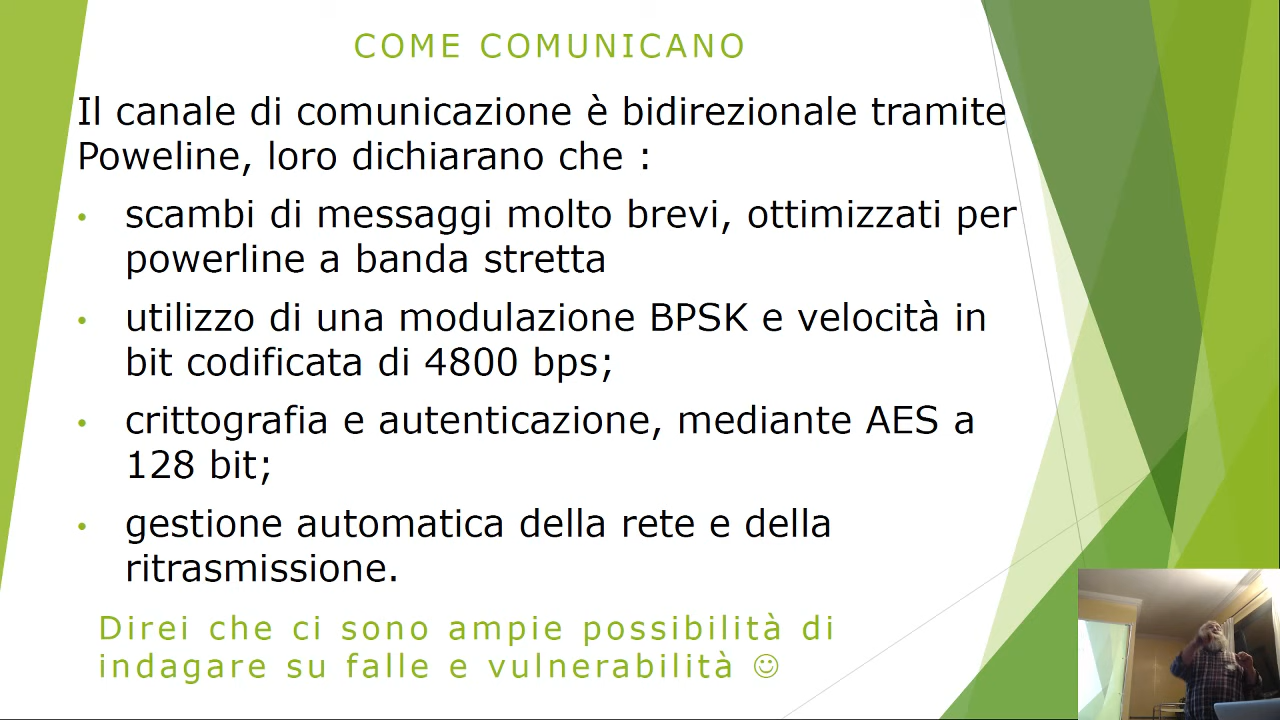 COME COMUNICANO
Il canale di comunicazione è bidirezionale tramite
Poweline, loro dichiarano che :
• scambi di messaggi molto brevi, ottimizzati per
powerline a banda stretta
• utilizzo di una modulazione BPSK e velocità in
bit codificata di 4800 bps;
• crittografia e autenticazione, mediante AES a
128 bit;
• gestione automatica della rete e della
ritrasmissione.
Direi che ci sono ampie possibilità di
indagare su falle e vulnerabilità ☺